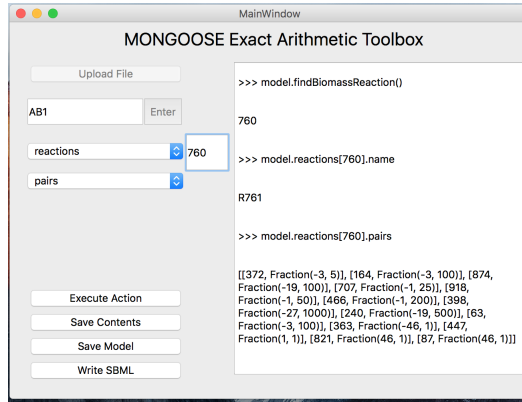 MainWindow
MONGOOSE Exact Arithmetic Toolbox
Upload File
AB1
Enter
reactions
760
pairs
Execute Action
Save Contents
Save Model
Write SBML
>>> model.findBiomassReaction()
760
>>> model.reactions[760].name
R761
>>> model.reactions[760].pairs
[[372, Fraction(-3, 5)], [164, Fraction(-3, 100)], [874,
Fraction(-19, 100)], [707, Fraction(-1, 25)], [918,
Fraction(-1, 50)], [466, Fraction(-1, 200)], [398,
Fraction(-27, 1000)], [240, Fraction(-19, 500)], [63,
Fraction(-3, 100)], [363, Fraction(-46, 1)], [447,
Fraction(1, 1)], [821, Fraction(46, 1)], [87, Fraction(46, 1)]]